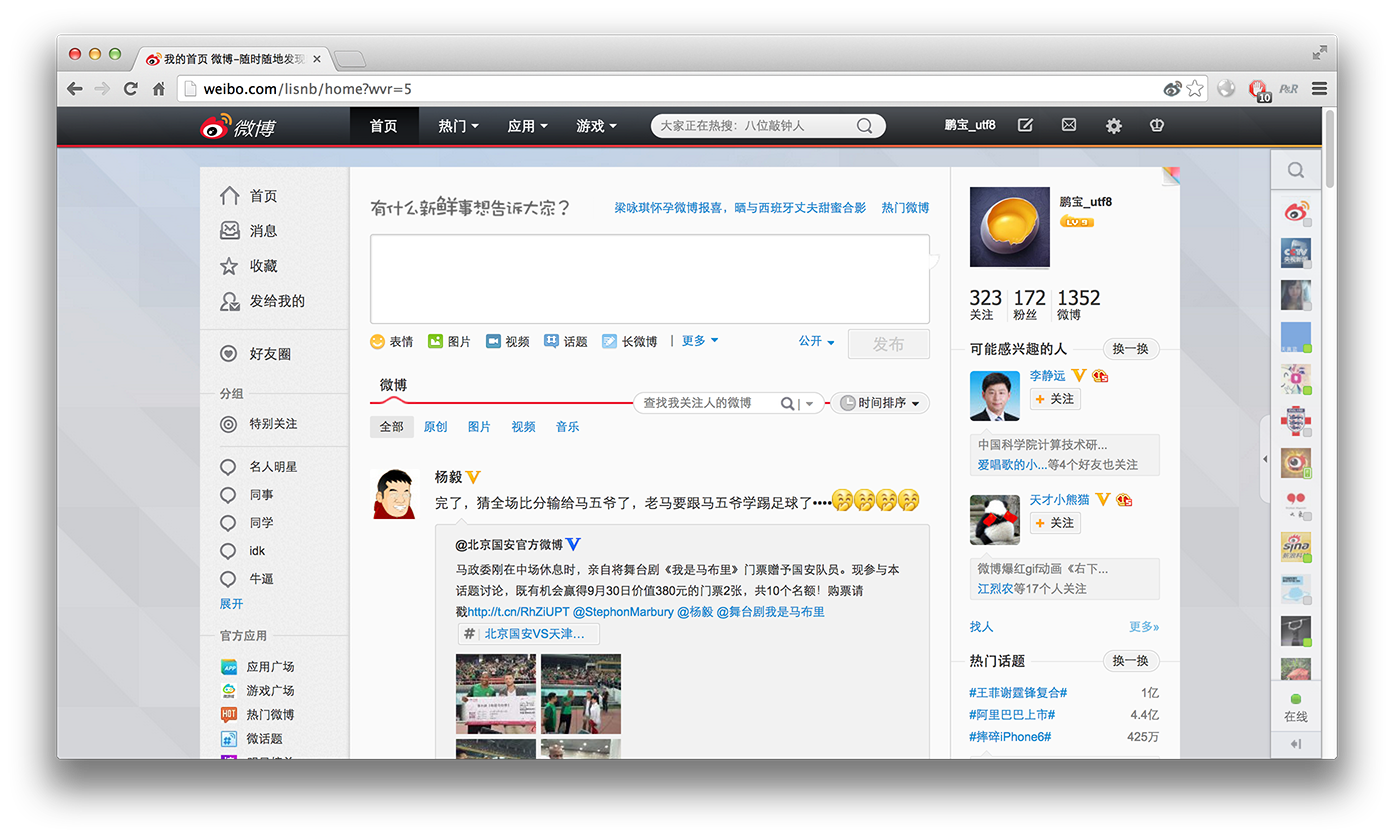 我的首页 微博-随时随地发现
weibo.com/lisnb/home?wvr=5
10
P&R
微博
首页
热门
应用
游戏
大家正在热搜：八位敲钟人
鹏宝_utf8
首页
消息
收藏
发给我的
好友圈
分组
特别关注
名人明星
同事
同学
idk
牛逼
展开
官方应用
应用广场
游戏广场
热门微博
微话题
有什么新鲜事想告诉大家？
梁咏琪怀孕微博报喜，晒与西班牙丈夫甜蜜合影 热门微博
表情
图片
视频
话题
长微博
更多
公开
发布
微博
查找我关注人的微博
时间排序
全部
原创
图片
视频
音乐
杨毅
完了，猜全场比分输给马五爷了，老马要跟马五爷学踢足球了••••
@北京国安官方微博
马政委刚在中场休息时，亲自将舞台剧《我是马布里》门票赠予国安队员。现参与本
话题讨论，既有机会赢得9月30日价值380元的门票2张，共10个名额！购票请
戳http://t.cn/RhZiUPT @StephonMarbury @杨毅 @舞台剧我是马布里
# 北京国安VS天津...
鹏宝_utf8
LV 9
323
关注
172
粉丝
1352
微博
可能感兴趣的人
换一换
李静远
+ 关注
中国科学院计算技术研...
爱唱歌的小...等4个好友也关注
天才小熊猫
+ 关注
微博爆红gif动画《右下...
江烈农等17个人关注
找人
更多»
热门话题
换一换
#王菲谢霆锋复合#
1亿
#阿里巴巴上市#
4.4亿
#摔碎iPhone6#
425万
sina
在线